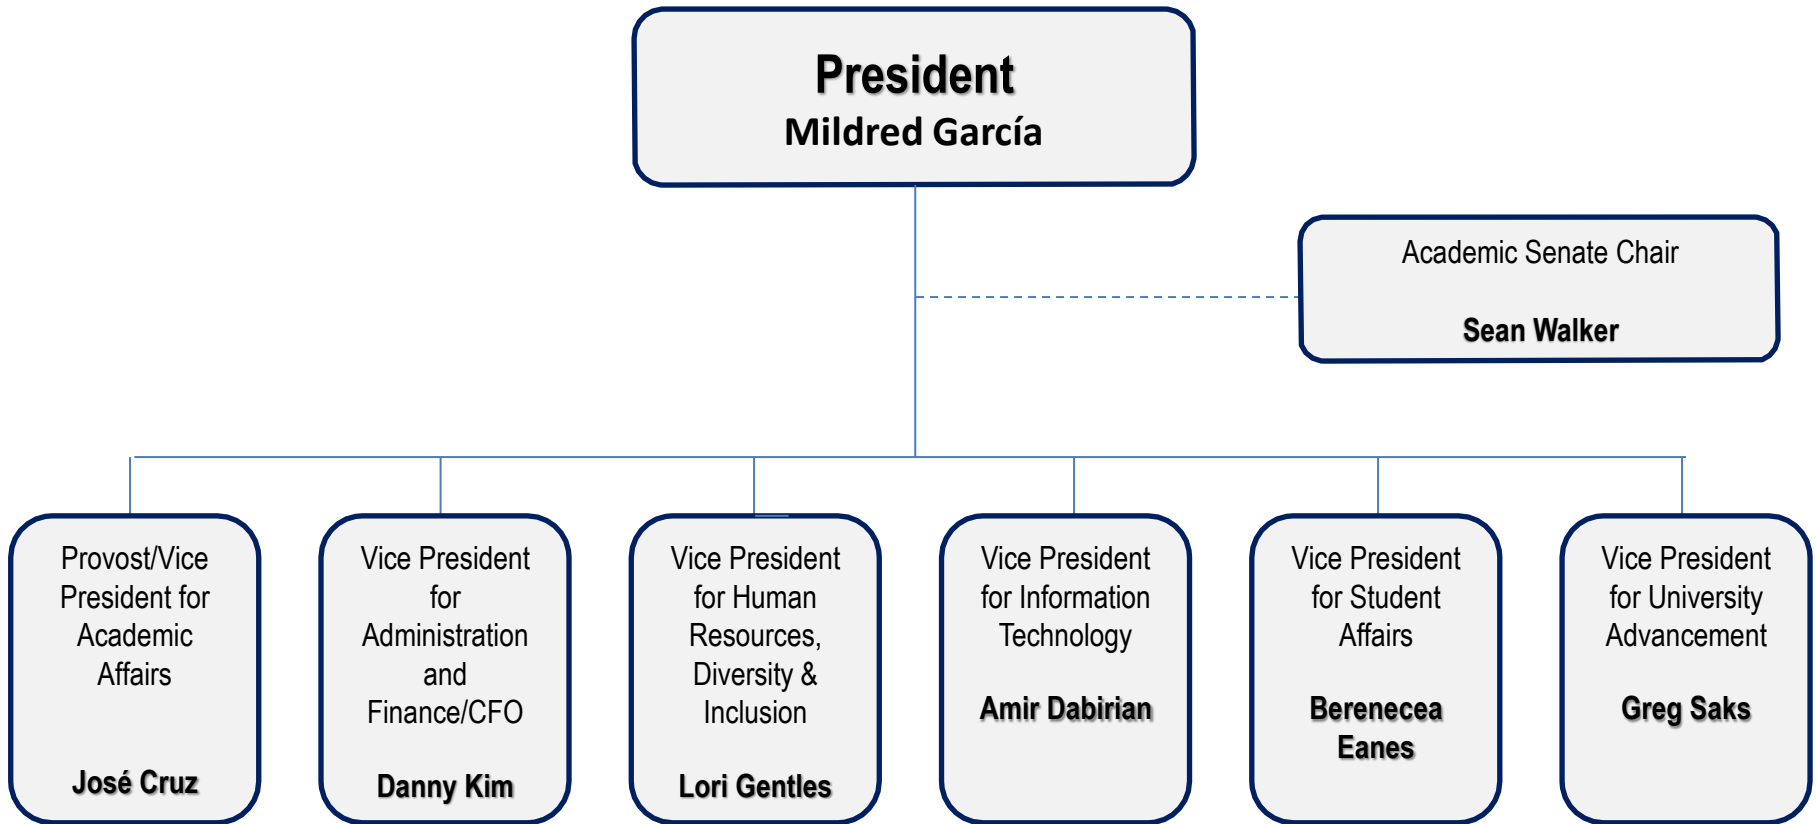 President
Mildred García
Academic Senate Chair
Sean Walker
Provost/Vice
President for
Academic
Affairs
José Cruz
Vice President
for
Administration
and
Finance/CFO
Danny Kim
Vice President
for Human
Resources,
Diversity &
Inclusion
Lori Gentles
Vice President
for Information
Technology
Amir Dabirian
Vice President
for Student
Affairs
Berenecea
Eanes
Vice President
for University
Advancement
Greg Saks